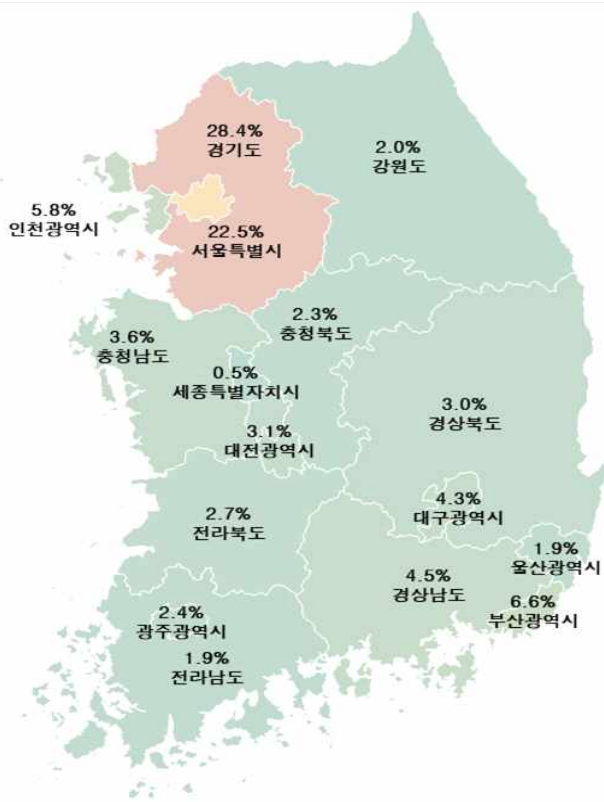 28.4%
경기도
2.0%
강원도
5.8%
인천광역시
22.5%
서울특별시
2.3%
충청북도
3.6%
충청남도
0.5%
세종특별자치시
3.0%
경상북도
3.1%
대전광역시
4.3%
대구광역시
2.7%
전라북도
1.9%
울산광역시
4.5%
경상남도
6.6%
부산광역시
2.4%
광주광역시
1.9%
전라남도